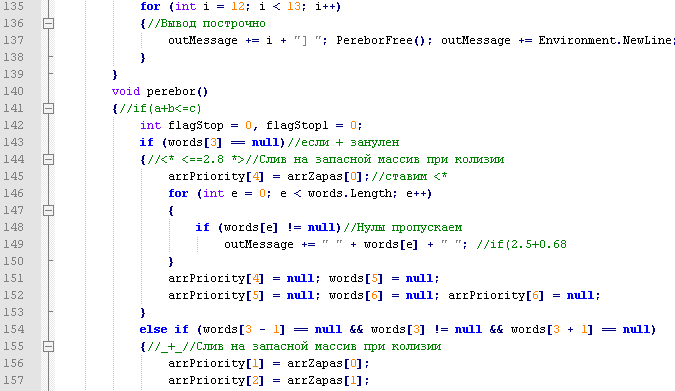 135 for (int i = 12; i < 13; i++)
136 {//Вывод построчно
137 outMessage += i + "] "; PereborFree(); outMessage += Environment.NewLine;
138 }
139 }
140 void perebor()
141 {//if(a+b<=c)
142 int flagStop = 0, flagStop1 = 0;
143 if (words[3] == null)//если + занулен
144 {//<* <==2.8 *>//Слив на запасной массив при колизии
145 arrPriority[4] = arrZapas[0];//ставим <*
146 for (int e = 0; e < words.Length; e++)
147 {
148 if (words[e] != null)//Нулы пропускаем
149 outMessage += " " + words[e] + " "; //if(2.5+0.68
150 }
151 arrPriority[4] = null; words[5] = null;
152 arrPriority[5] = null; words[6] = null; arrPriority[6] = null;
153 }
154 else if (words[3 - 1] == null && words[3] != null && words[3 + 1] == null)
155 {//_+_//Слив на запасной массив при колизии
156 arrPriority[1] = arrZapas[0];
157 arrPriority[2] = arrZapas[1];